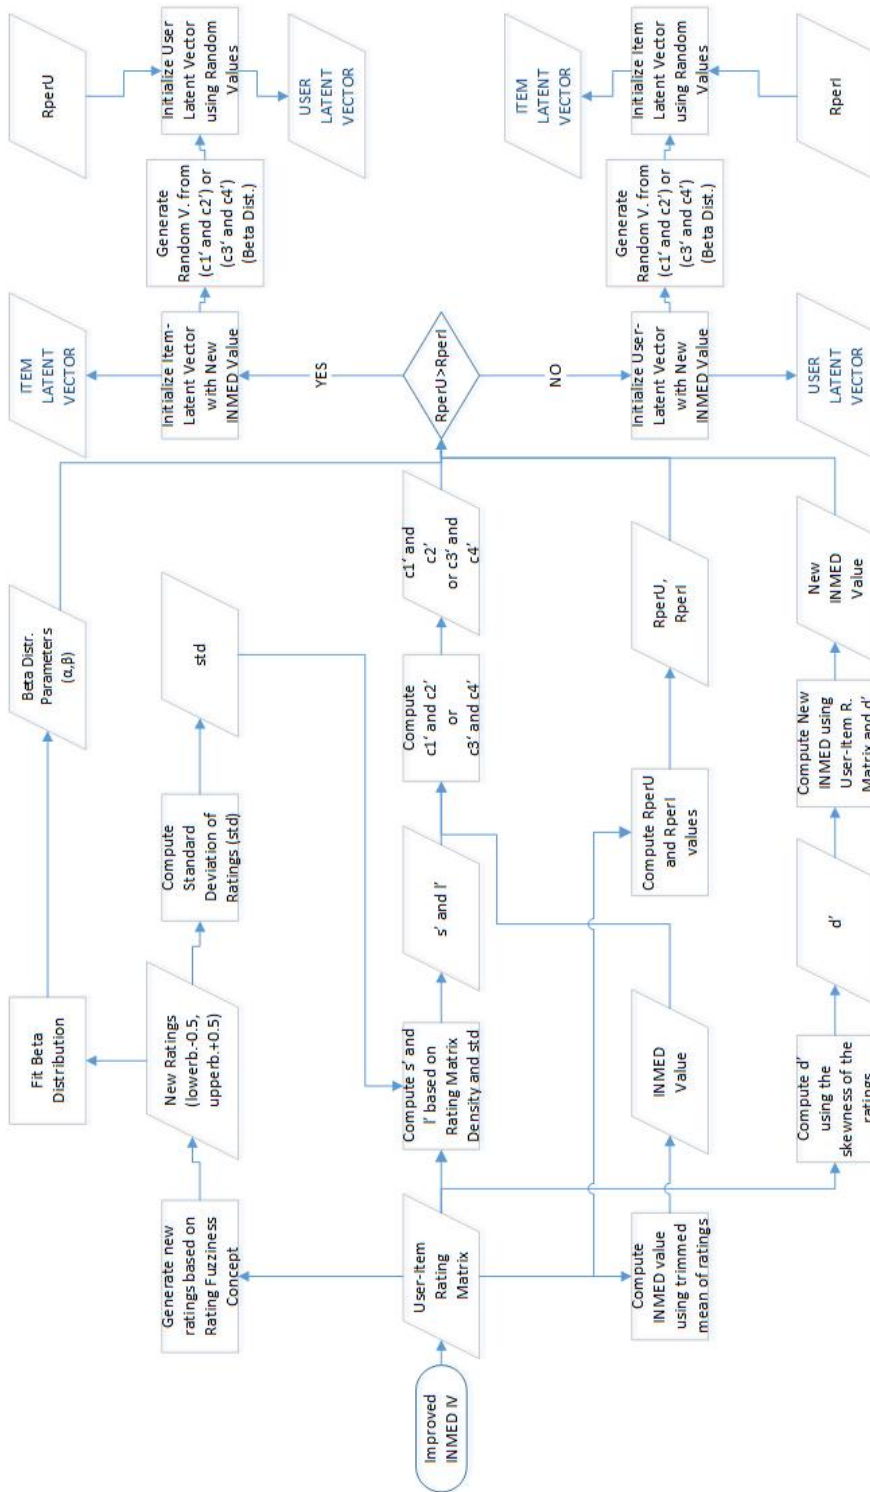 Improved
INMED IV
User-Item
Rating
Matrix
Generate new
ratings based on
Rating Fuzziness
Concept
New Ratings
(lowerb.-0.5,
upperb.+0.5)
Fit Beta
Distribution
Beta Distr.
Parameters
(α,β)
Compute
Standard
Deviation of
Ratings (std)
std
Compute s' and
l' based on
Rating Matrix
Density and std
s' and l'
Compute
c1' and c2'
or
c3' and c4'
c1' and
c2'
or c3' and
c4'
Compute
INMED value
using trimmed
mean of ratings
INMED
Value
Compute RperU
and RperI
values
RperU,
RperI
Compute d'
using the
skewness of the
ratings
d'
Compute New
INMED using
User-Item R.
Matrix and d'
New
INMED
Value
RperU>RperI
YES
NO
Initialize Item-
Latent Vector
with New
INMED Value
ITEM
LATENT
VECTOR
Generate
Random V. from
(c1' and c2') or
(c3' and c4')
(Beta Dist.)
RperU
Initialize User
Latent Vector
using Random
Values
USER
LATENT
VECTOR
Initialize User-
Latent Vector
with New
INMED Value
USER
LATENT
VECTOR
Generate
Random V. from
(c1' and c2') or
(c3' and c4')
(Beta Dist.)
ITEM
LATENT
VECTOR
Initialize Item
Latent Vector
using Random
Values
RperI